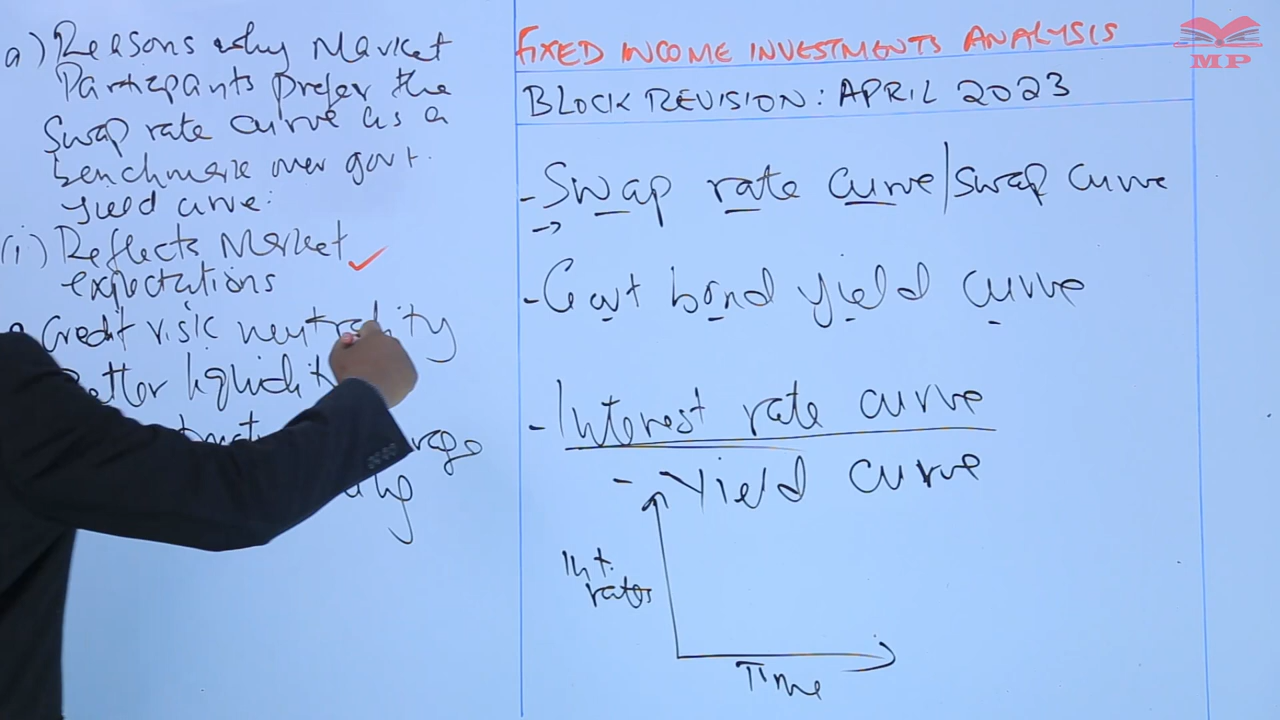 a) Reasons why Market
Participants prefer the
Swap rate curve as a
benchmark over govt.
yield curve:
(i) Reflects Market
expectations
Credit risk neutrality
FIXED INCOME INVESTMENTS ANALYSIS
MP
BLOCK REVISION: APRIL 2023
- Swap rate curve/swap curve
- Govt bond yield curve
- Interest rate curve
- Yield curve
Int.
rates
Time